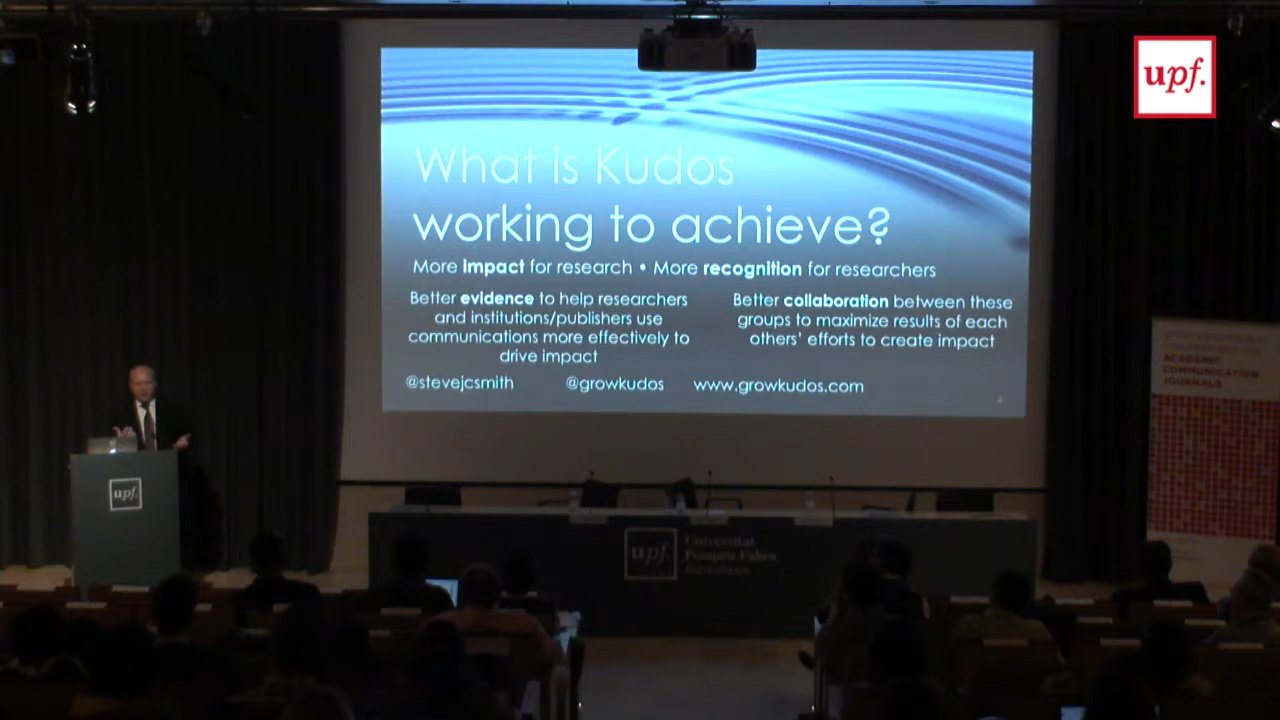 upf.
What is Kudos
working to achieve?
More impact for research • More recognition for researchers
Better evidence to help researchers
and institutions/publishers use
communications more effectively to
drive impact
Better collaboration between these
groups to maximize results of each
others' efforts to create impact
@stevejcsmith
@growkudos
www.growkudos.com
ACADEMIC
COMMUNICATION
JOURNALS
upf.
upf.
Universitat
Pompeu Fabra
Barcelona